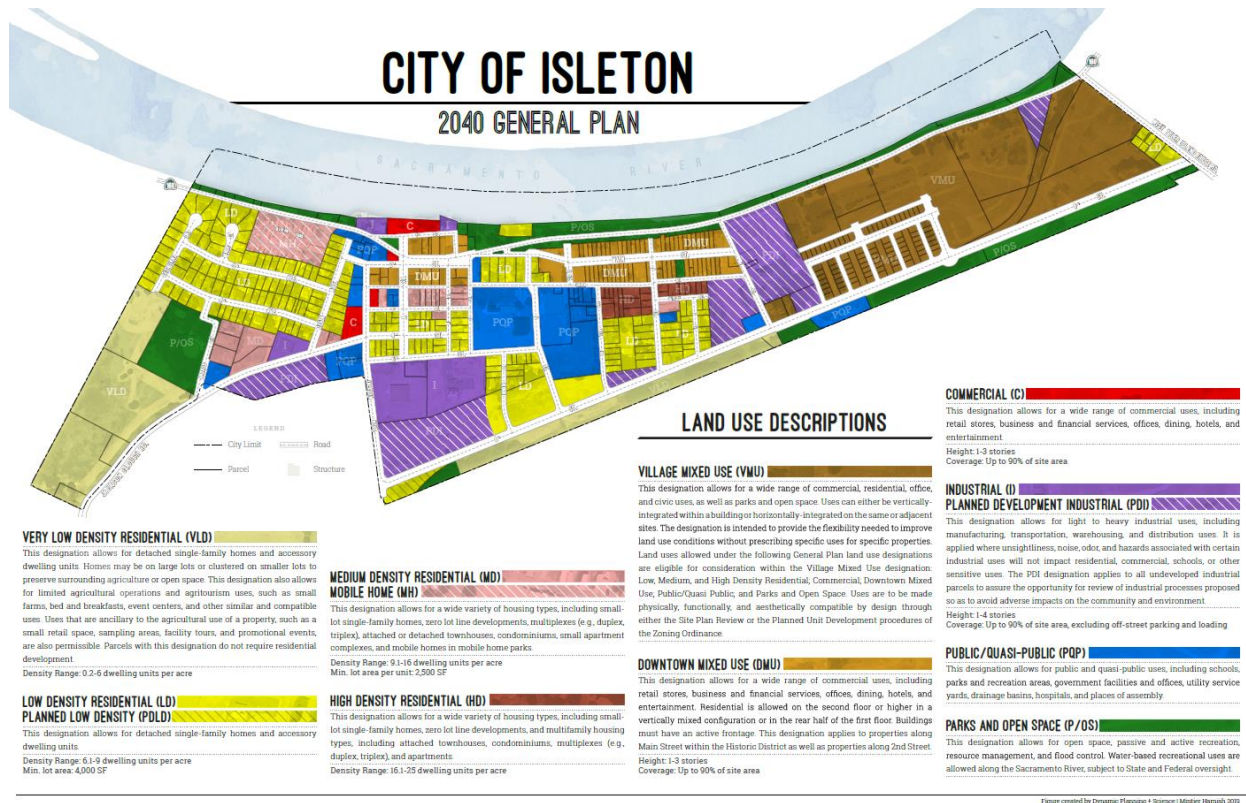 CITY OF ISLETON
2040 GENERAL PLAN
SACRAMENTO RIVER
LD
MH
I
C
I
PQP
P/OS
DMU
VMU
LD
LD
DMU
LD
DMU
PDI
P/OS
P/OS
MD
I
PQP
C
HD
PQP
PQP
HD
HD
LD
LD
PQP
VLD
PDI
I
LD
VLD
PDI
LEGEND
City Limit
Road
Parcel
Structure
LAND USE DESCRIPTIONS
VERY LOW DENSITY RESIDENTIAL (VLD)
This designation allows for detached single-family homes and accessory
dwelling units. Homes may be on large lots or clustered on smaller lots to
preserve surrounding agriculture or open space. This designation also allows
for limited agricultural operations and agritourism uses, such as small
farms, bed and breakfasts, event centers, and other similar and compatible
uses. Uses that are ancillary to the agricultural use of a property, such as a
small retail space, sampling areas, facility tours, and promotional events,
are also permissible. Parcels with this designation do not require residential
development.
Density Range: 0.2-6 dwelling units per acre
LOW DENSITY RESIDENTIAL (LD)
PLANNED LOW DENSITY (PDLD)
This designation allows for detached single-family homes and accessory
dwelling units.
Density Range: 6.1-9 dwelling units per acre
Min. lot area: 4,000 SF
MEDIUM DENSITY RESIDENTIAL (MD)
MOBILE HOME (MH)
This designation allows for a wide variety of housing types, including small-
lot single-family homes, zero lot line developments, multiplexes (e.g., duplex,
triplex), attached or detached townhouses, condominiums, small apartment
complexes, and mobile homes in mobile home parks.
Density Range: 9.1-16 dwelling units per acre
Min. lot area per unit: 2,500 SF
HIGH DENSITY RESIDENTIAL (HD)
This designation allows for a wide variety of housing types, including small-
lot single-family homes, zero lot line developments, and multifamily housing
types, including attached townhouses, condominiums, multiplexes (e.g.,
duplex, triplex), and apartments.
Density Range: 16.1-25 dwelling units per acre
VILLAGE MIXED USE (VMU)
This designation allows for a wide range of commercial, residential, office,
and civic uses, as well as parks and open space. Uses can either be vertically-
integrated within a building or horizontally-integrated on the same or adjacent
sites. The designation is intended to provide the flexibility needed to improve
land use conditions without prescribing specific uses for specific properties.
Land uses allowed under the following General Plan land use designations
are eligible for consideration within the Village Mixed Use designation:
Low, Medium, and High Density Residential; Commercial; Downtown Mixed
Use, Public/Quasi Public, and Parks and Open Space. Uses are to be made
physically, functionally, and aesthetically compatible by design through
either the Site Plan Review or the Planned Unit Development procedures of
the Zoning Ordinance.
DOWNTOWN MIXED USE (DMU)
This designation allows for a wide range of commercial uses, including
retail stores, business and financial services, offices, dining, hotels, and
entertainment. Residential is allowed on the second floor or higher in a
vertically mixed configuration or in the rear half of the first floor. Buildings
must have an active frontage. This designation applies to properties along
Main Street within the Historic District as well as properties along 2nd Street.
Height: 1-3 stories
Coverage: Up to 90% of site area
COMMERCIAL (C)
This designation allows for a wide range of commercial uses, including
retail stores, business and financial services, offices, dining, hotels, and
entertainment.
Height: 1-3 stories
Coverage: Up to 90% of site area
INDUSTRIAL (I)
PLANNED DEVELOPMENT INDUSTRIAL (PDI)
This designation allows for light to heavy industrial uses, including
manufacturing, transportation, warehousing, and distribution uses. It is
applied where unsightliness, noise, odor, and hazards associated with certain
industrial uses will not impact residential, commercial, schools, or other
sensitive uses. The PDI designation applies to all undeveloped industrial
parcels to assure the opportunity for review of industrial processes proposed
so as to avoid adverse impacts on the community and environment.
Height: 1-4 stories
Coverage: Up to 90% of site area, excluding off-street parking and loading
PUBLIC/QUASI-PUBLIC (PQP)
This designation allows for public and quasi-public uses, including schools,
parks and recreation areas, government facilities and offices, utility service
yards, drainage basins, hospitals, and places of assembly.
PARKS AND OPEN SPACE (P/OS)
This designation allows for open space, passive and active recreation,
resource management, and flood control. Water-based recreational uses are
allowed along the Sacramento River, subject to State and Federal oversight.
Figure created by Dynamic Planning + Science | Mintier Harnish 2021